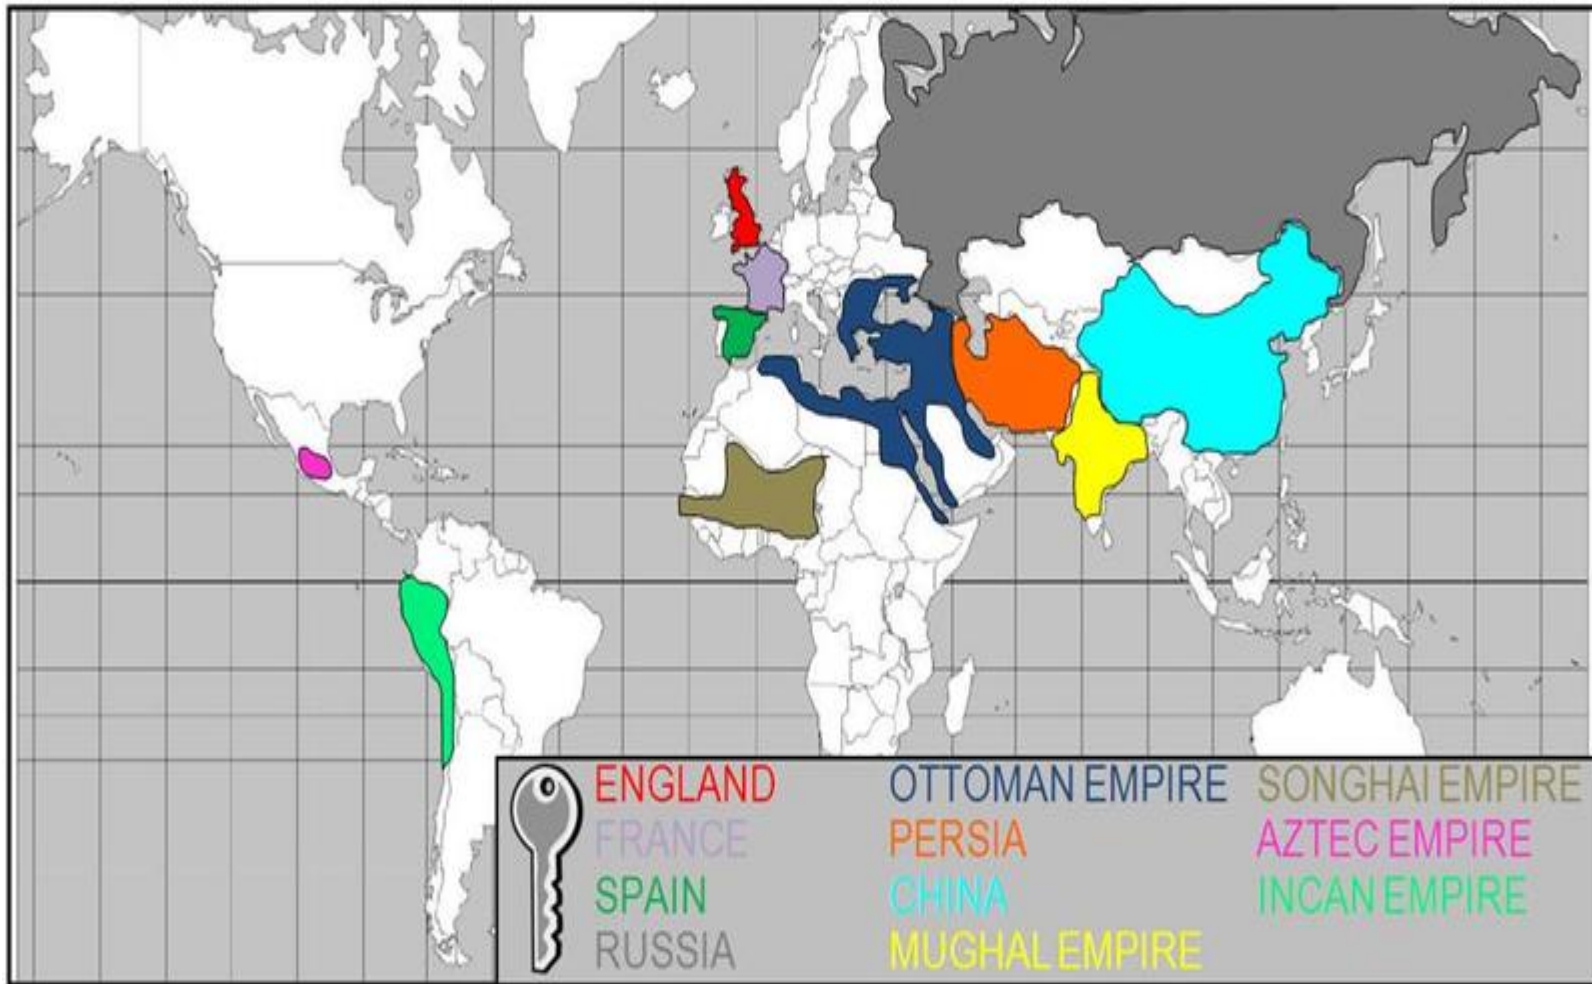 ENGLAND
FRANCE
SPAIN
RUSSIA
OTTOMAN EMPIRE
PERSIA
CHINA
MUGHAL EMPIRE
SONGHAI EMPIRE
AZTEC EMPIRE
INCAN EMPIRE